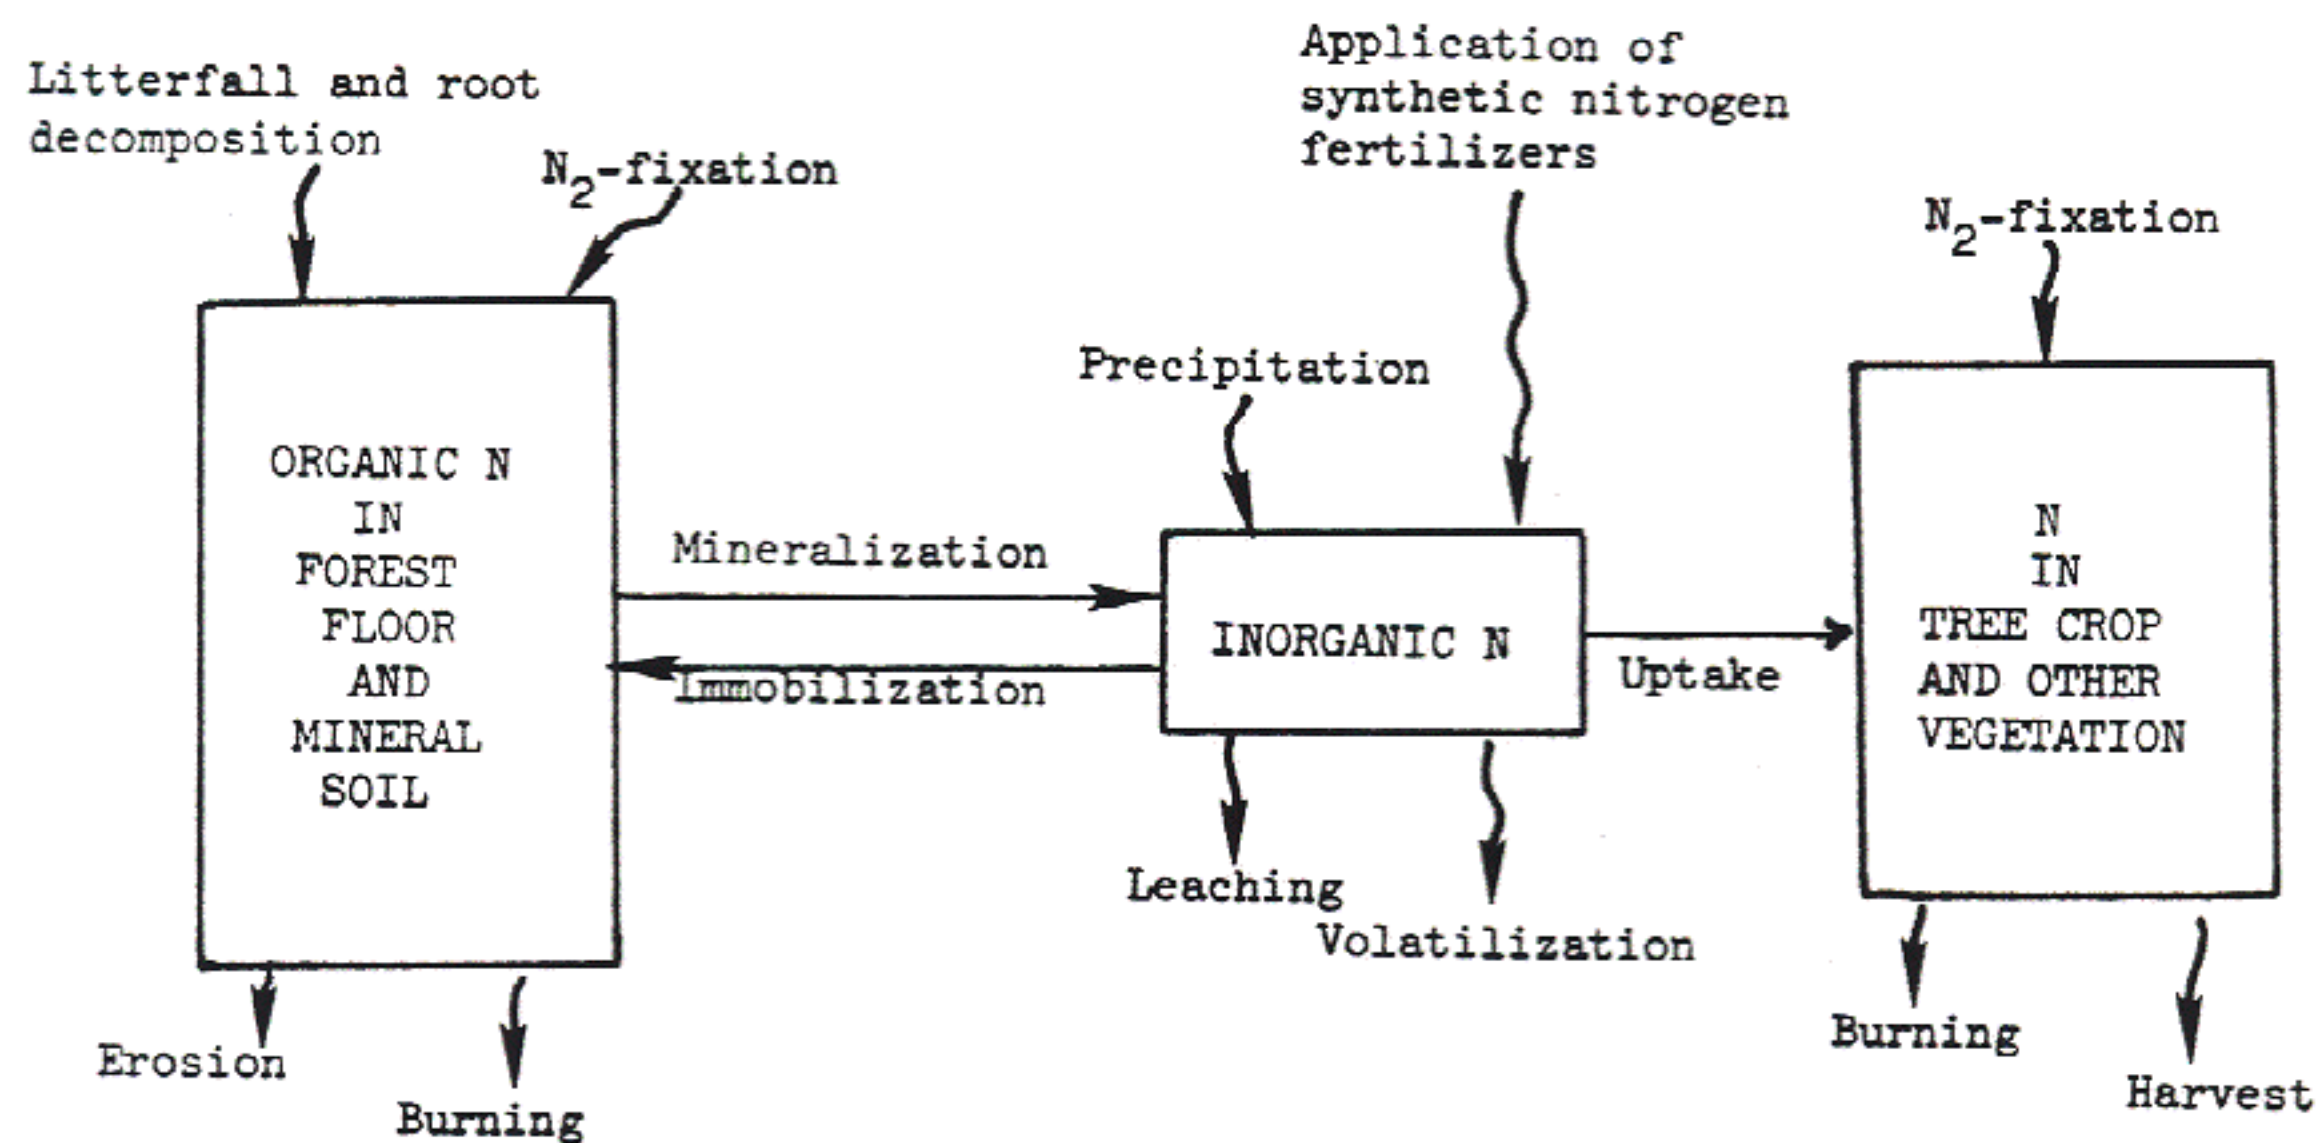 Litterfall and root
decomposition
N2-fixation
Application of
synthetic nitrogen
fertilizers
N2-fixation
Precipitation
ORGANIC N
IN
FOREST
FLOOR
AND
MINERAL
SOIL
Mineralization
Immobilization
INORGANIC N
Uptake
N
IN
TREE CROP
AND OTHER
VEGETATION
Leaching
Volatilization
Erosion
Burning
Burning
Harvest